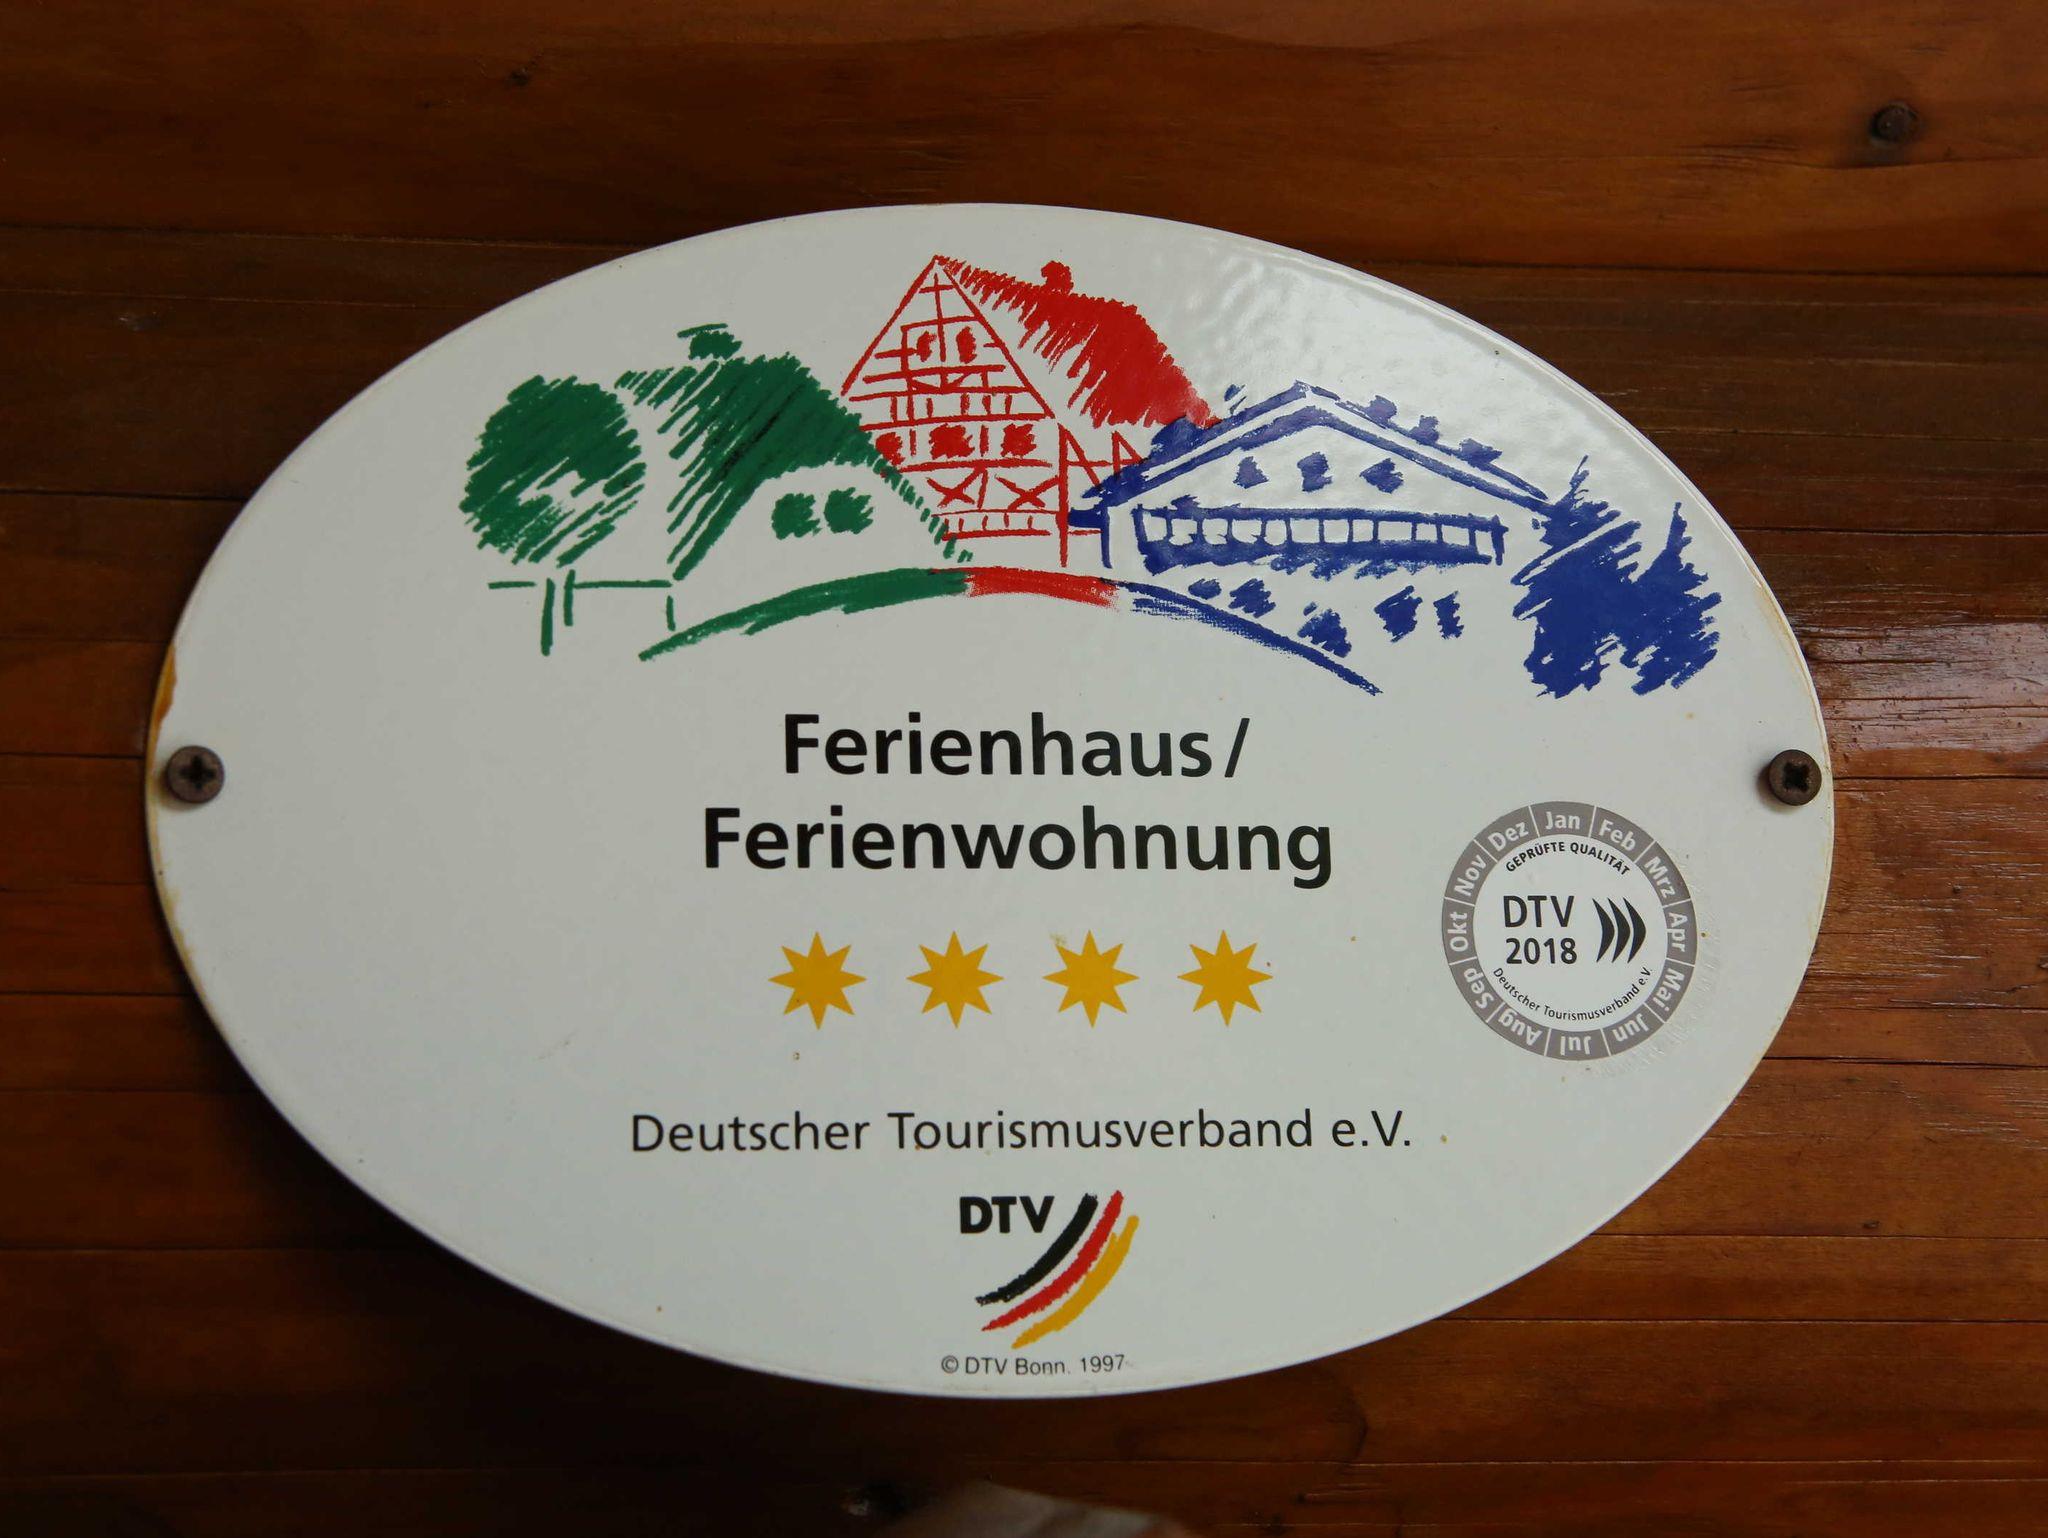 Ferienhaus/
Ferienwohnung
Jan Feb Mrz Apr Mai Jun Jul Aug Sep Okt Nov Dez
GEPRÜFTE QUALITÄT
DTV
2018
Deutscher Tourismusverband e.V.
Deutscher Tourismusverband e.V.
DTV
© DTV Bonn. 1997